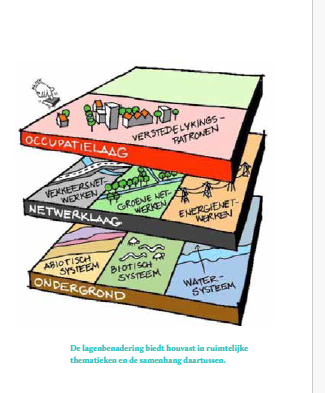 VERSTEDELYKINGS-
PATRONEN
OCCUPATIELAAG
VERKEERSNET-
WERKEN
GROENE NET-
WERKEN
ENERGIENET-
WERKEN
NETWERKLAAG
ABIOTISCH
SYSTEEM
BIOTISCH
SYSTEEM
WATER-
SYSTEEM
ONDERGROND
De lagenbenadering biedt houvast in ruimtelijke
thematieken en de samenhang daartussen.